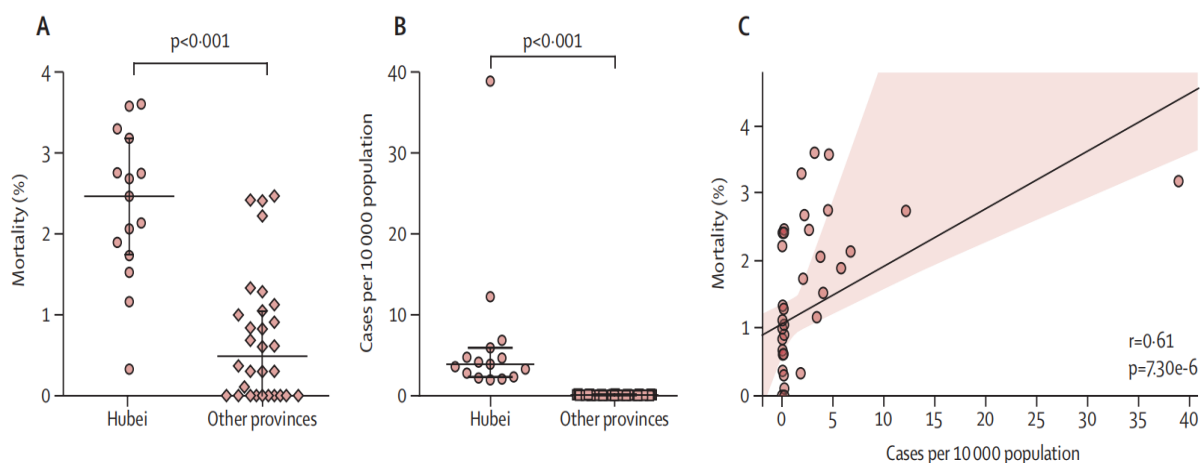 A
p<0·001
4
3
2
1
0
Mortality (%)
Hubei
Other provinces
B
p<0·001
40
30
20
10
0
Cases per 10 000 population
Hubei
Other provinces
C
4
3
2
1
0
Mortality (%)
r=0·61
p=7.30e-6
0
5
10
15
20
25
30
35
40
Cases per 10 000 population